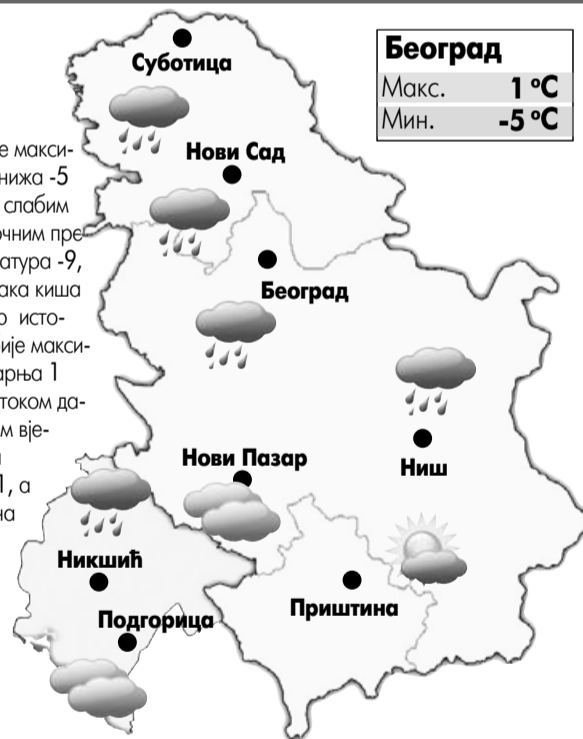 Суботица
Београд
Макс. 1 °C
Мин. -5 °C
Нови Сад
е макси-
нижа -5
слабим
очним пре
атура -9,
ака киша
о исто-
ије макси-
арња 1
током да-
м вје-
1, а
на
Београд
Нови Пазар
Ниш
Никшић
Приштина
Подгорица